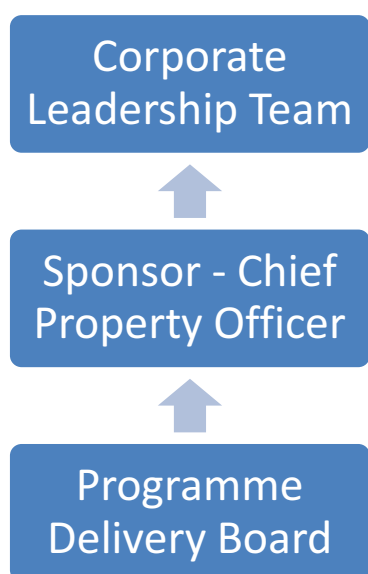 Corporate
Leadership Team
Sponsor - Chief
Property Officer
Programme
Delivery Board